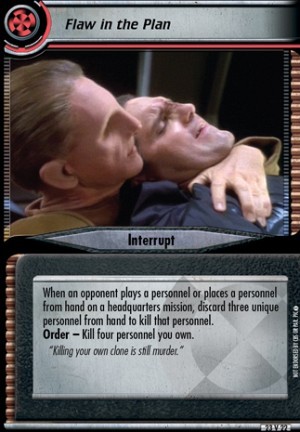 Flaw in the Plan
Interrupt
When an opponent plays a personnel or places a personnel
from hand on a headquarters mission, discard three unique
personnel from hand to kill that personnel.
Order – Kill four personnel you own.
"Killing your own clone is still murder."
23 V 22